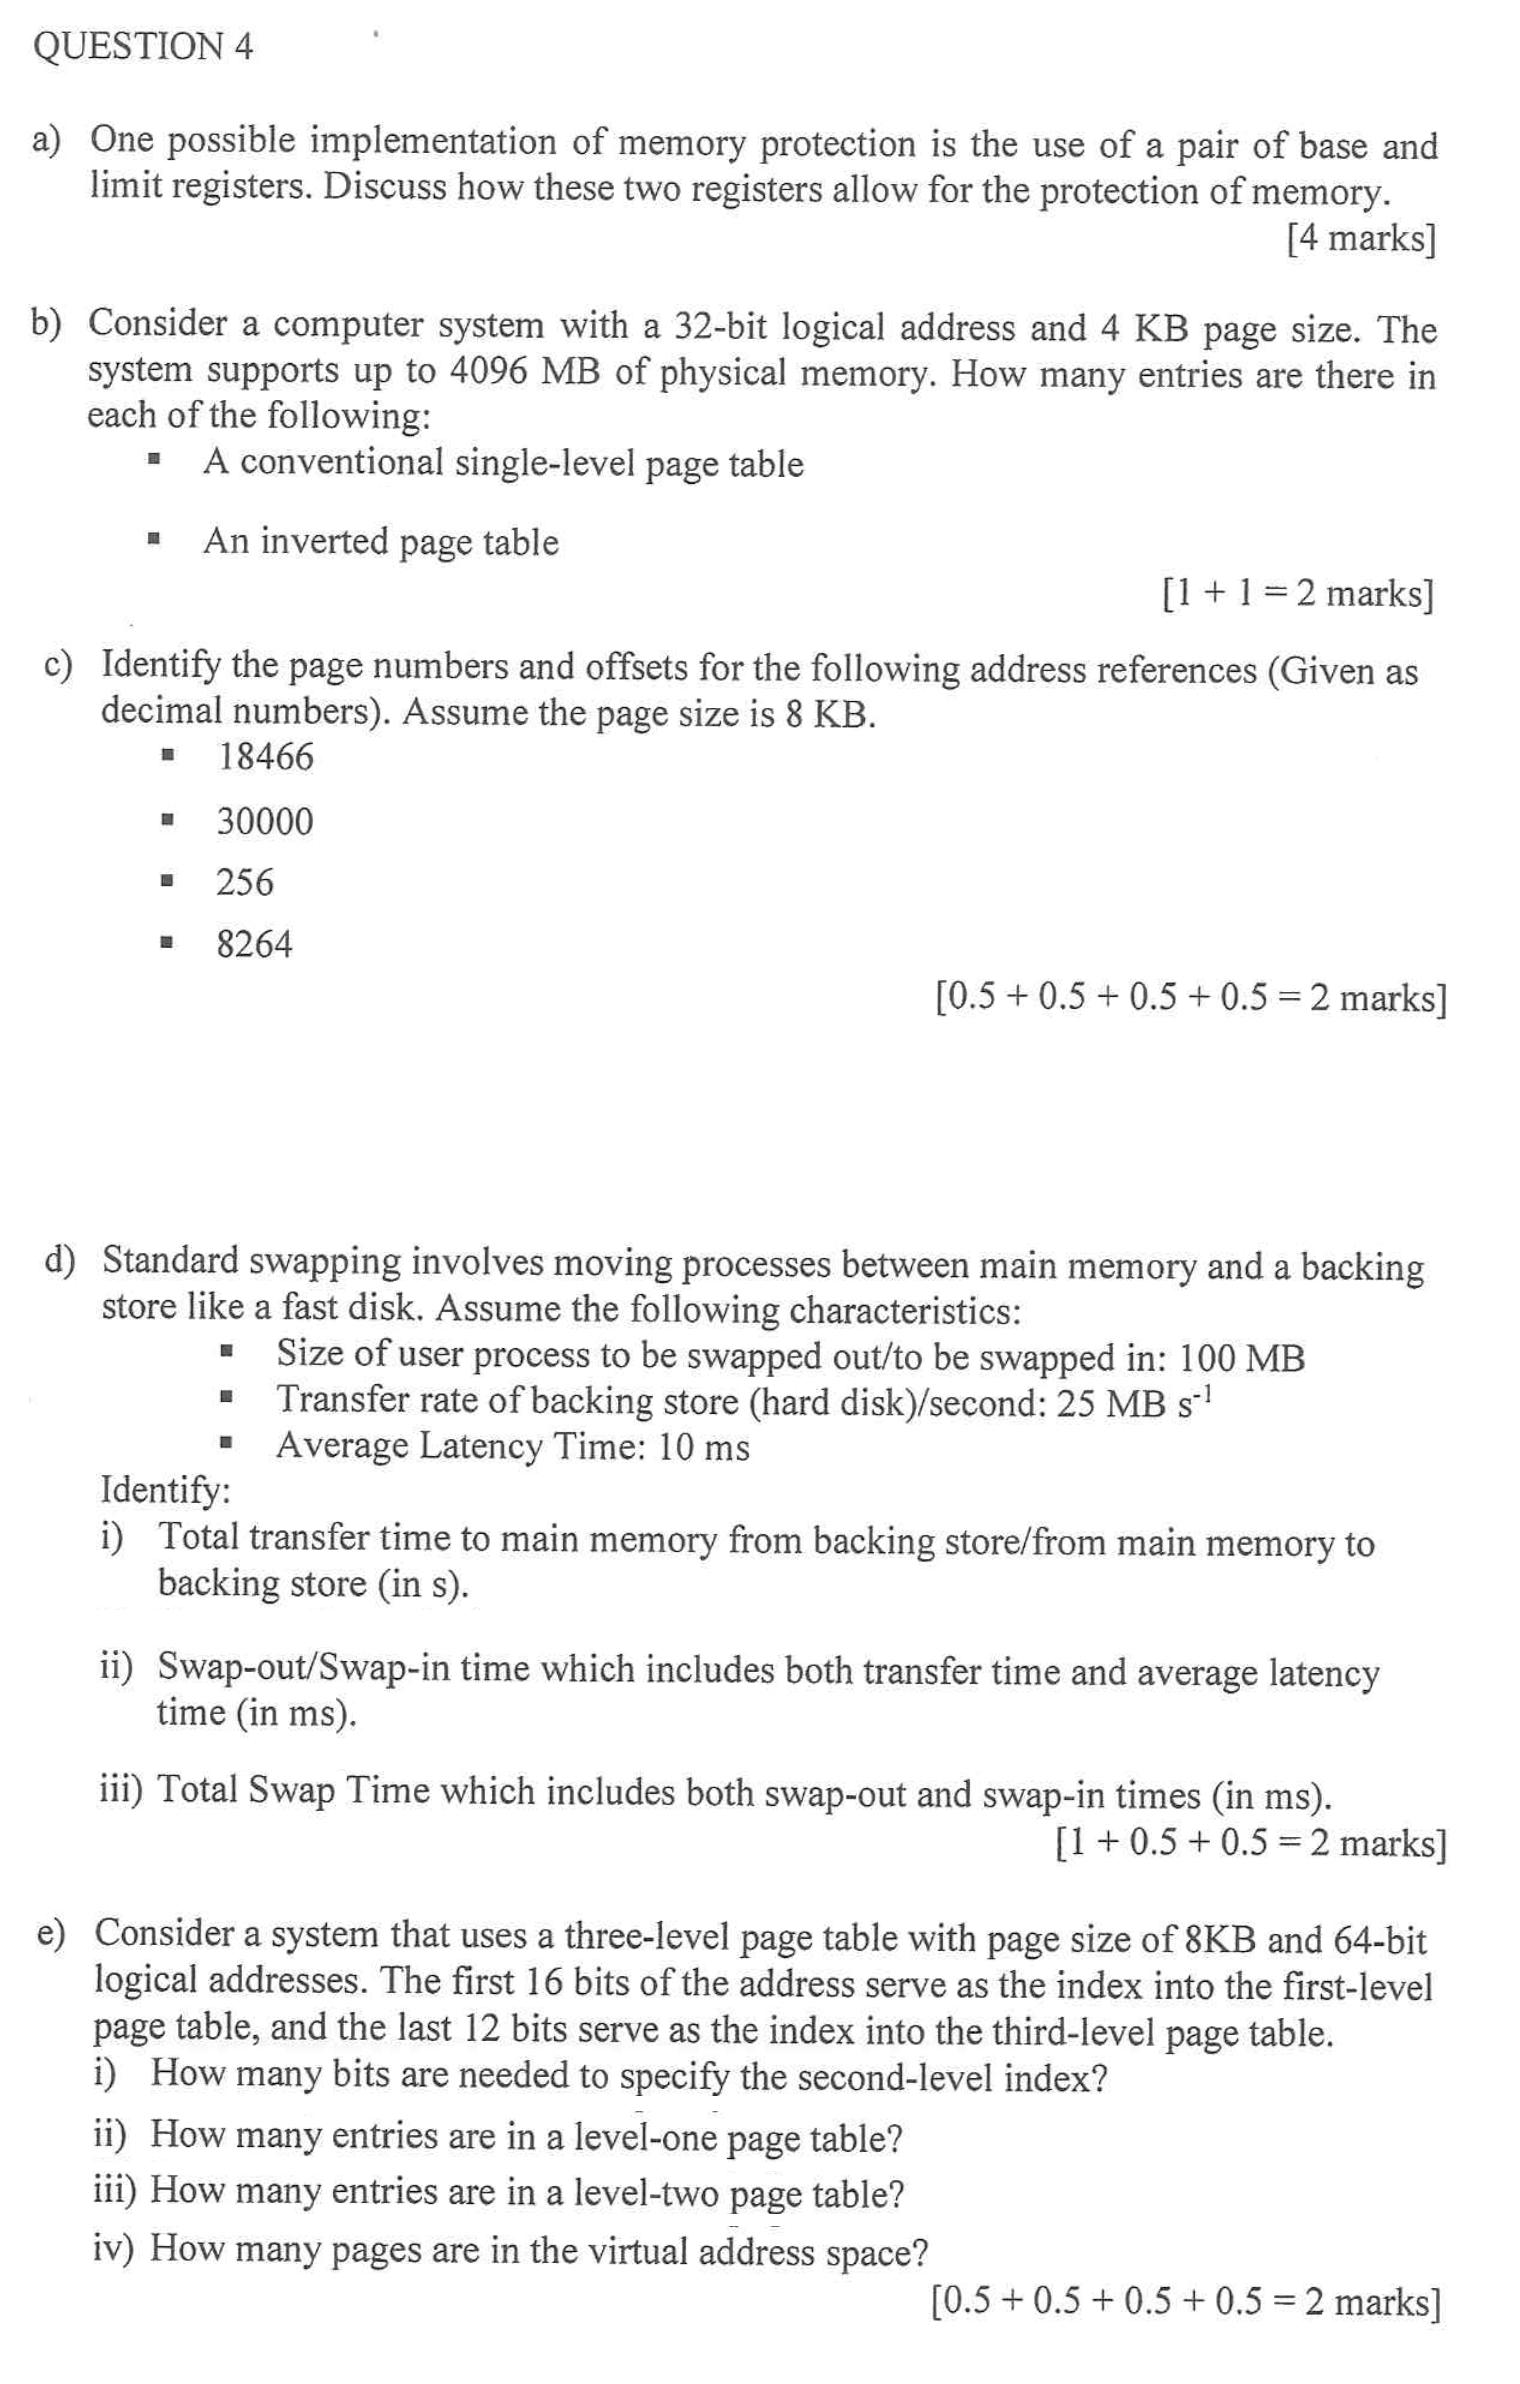 QUESTION 4
a) One possible implementation of memory protection is the use of a pair of base and
limit registers. Discuss how these two registers allow for the protection of memory.
[4 marks]
b) Consider a computer system with a 32-bit logical address and 4 KB page size. The
system supports up to 4096 MB of physical memory. How many entries are there in
each of the following:
▪ A conventional single-level page table
▪ An inverted page table
[1 + 1 = 2 marks]
c) Identify the page numbers and offsets for the following address references (Given as
decimal numbers). Assume the page size is 8 KB.
▪ 18466
▪ 30000
▪ 256
▪ 8264
[0.5 + 0.5 + 0.5 + 0.5 = 2 marks]
d) Standard swapping involves moving processes between main memory and a backing
store like a fast disk. Assume the following characteristics:
▪ Size of user process to be swapped out/to be swapped in: 100 MB
▪ Transfer rate of backing store (hard disk)/second: 25 MB s⁻¹
▪ Average Latency Time: 10 ms
Identify:
i) Total transfer time to main memory from backing store/from main memory to
backing store (in s).
ii) Swap-out/Swap-in time which includes both transfer time and average latency
time (in ms).
iii) Total Swap Time which includes both swap-out and swap-in times (in ms).
[1 + 0.5 + 0.5 = 2 marks]
e) Consider a system that uses a three-level page table with page size of 8KB and 64-bit
logical addresses. The first 16 bits of the address serve as the index into the first-level
page table, and the last 12 bits serve as the index into the third-level page table.
i) How many bits are needed to specify the second-level index?
ii) How many entries are in a level-one page table?
iii) How many entries are in a level-two page table?
iv) How many pages are in the virtual address space?
[0.5 + 0.5 + 0.5 + 0.5 = 2 marks]